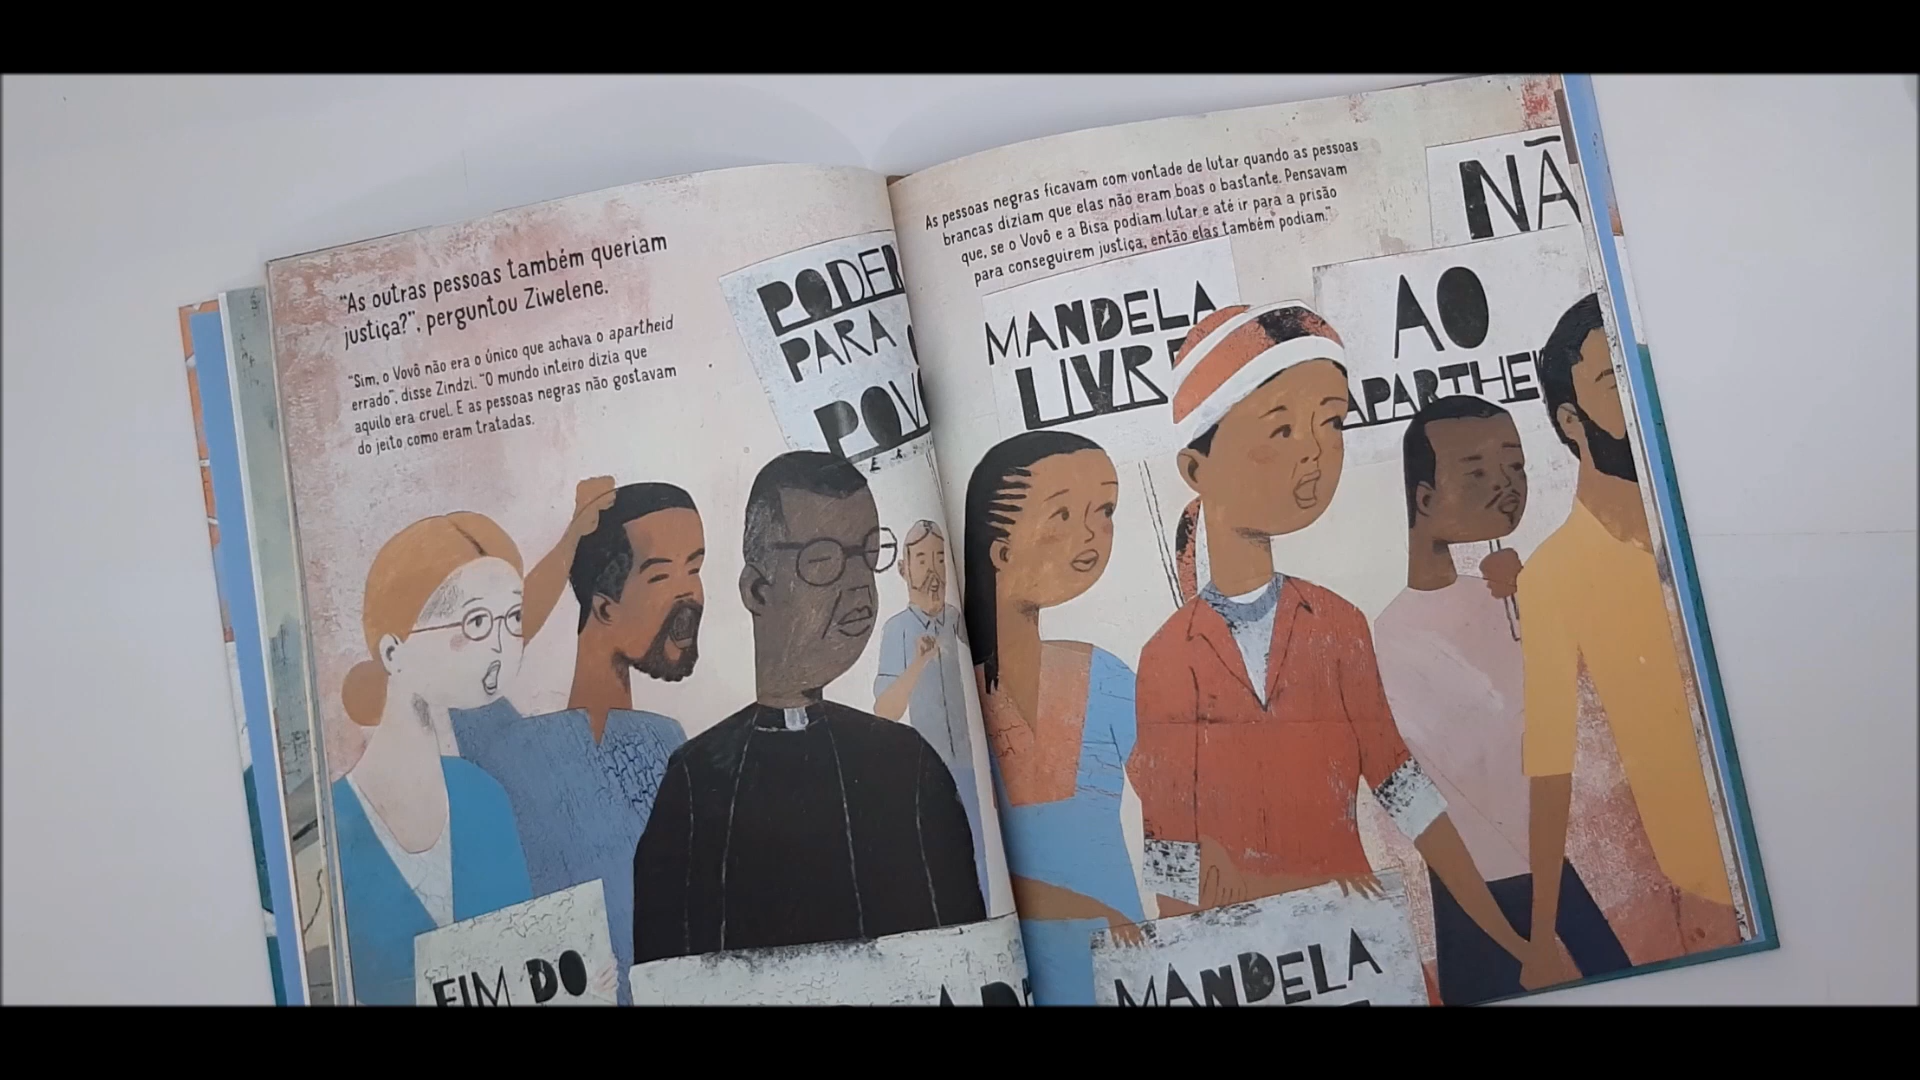 "As outras pessoas também queriam
justiça?", perguntou Ziwelene.
"Sim, o Vovô não era o único que achava o apartheid
errado", disse Zindzi. "O mundo inteiro dizia que
aquilo era cruel. E as pessoas negras não gostavam
do jeito como eram tratadas.
PODER
PARA
POVO
As pessoas negras ficavam com vontade de lutar quando as pessoas
brancas diziam que elas não eram boas o bastante. Pensavam
que, se o Vovô e a Bisa podiam lutar e até ir para a prisão
para conseguirem justiça, então elas também podiam."
MANDELA
LIVRE
NÃ
AO
APARTHEI
FIM DO
MANDELA